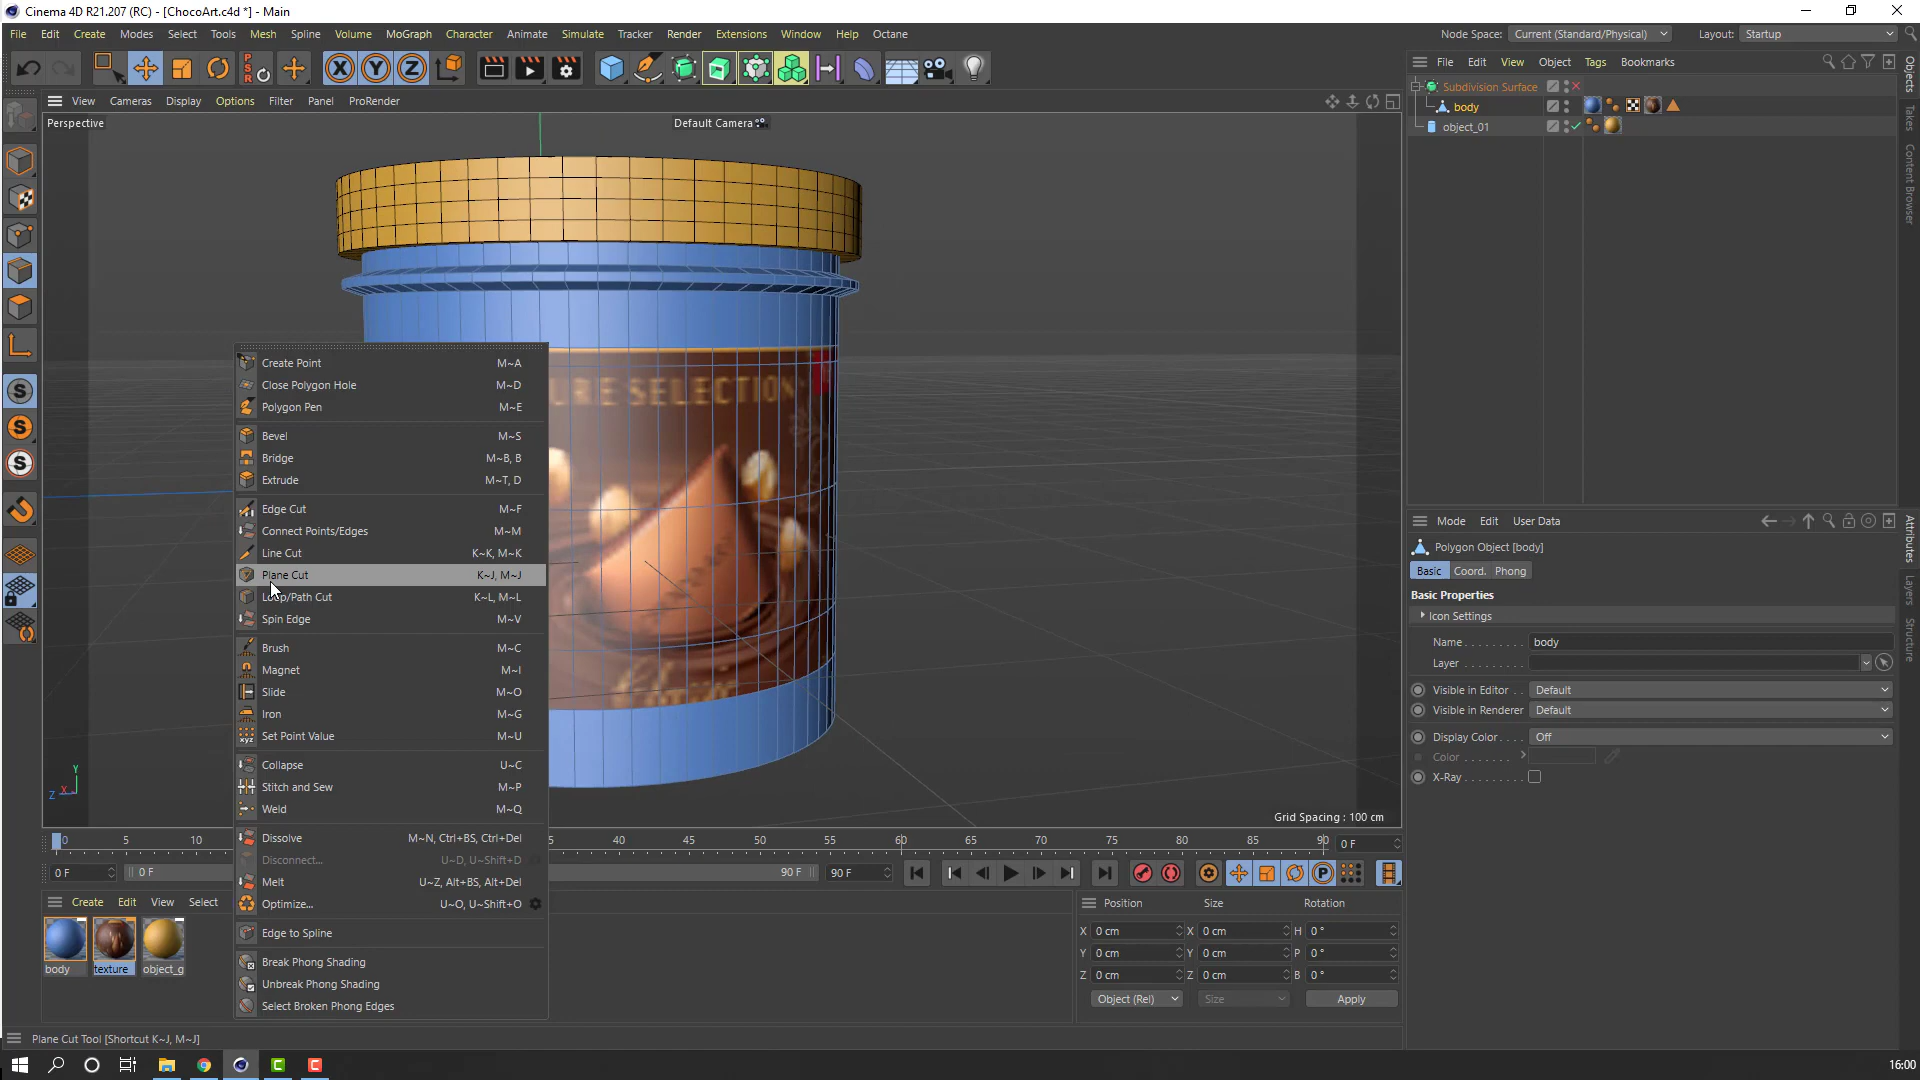 Cinema 4D R21.207 (RC) - [ChocoArt.c4d *] - Main
File Edit Create Modes Select Tools Mesh Spline Volume MoGraph Character Animate Simulate Tracker Render Extensions Window Help Octane
Node Space: Current (Standard/Physical) Layout: Startup
View Cameras Display Options Filter Panel ProRender
Perspective
Default Camera
File Edit View Object Tags Bookmarks
Subdivision Surface
body
object_01
Objects
Takes
Content Browser
Attributes
Layers
Structure
URE SELECTION
Create Point M~A
Close Polygon Hole M~D
Polygon Pen M~E
Bevel M~S
Bridge M~B, B
Extrude M~T, D
Edge Cut M~F
Connect Points/Edges M~M
Line Cut K~K, M~K
Plane Cut K~J, M~J
Loop/Path Cut K~L, M~L
Spin Edge M~V
Brush M~C
Magnet M~I
Slide M~O
Iron M~G
Set Point Value M~U
Collapse U~C
Stitch and Sew M~P
Weld M~Q
Dissolve M~N, Ctrl+BS, Ctrl+Del
Disconnect... U~D, U~Shift+D
Melt U~Z, Alt+BS, Alt+Del
Optimize... U~O, U~Shift+O
Edge to Spline
Break Phong Shading
Unbreak Phong Shading
Select Broken Phong Edges
Y
X
Z
Grid Spacing : 100 cm
Mode Edit User Data
Polygon Object [body]
Basic Coord. Phong
Basic Properties
Icon Settings
Name . . . . . . . . . body
Layer . . . . . . . . .
Visible in Editor . . Default
Visible in Renderer Default
Display Color. . . . Off
Color . . . . . . .
X-Ray . . . . . . . .
0 5 10 5 40 45 50 55 60 65 70 75 80 85 90 0 F
0 F 0 F 90 F 90 F
Create Edit View Select
body texture object_g
Position Size Rotation
X 0 cm X 0 cm H 0 °
Y 0 cm Y 0 cm P 0 °
Z 0 cm Z 0 cm B 0 °
Object (Rel) Size Apply
Plane Cut Tool [Shortcut K~J, M~J]
16:00